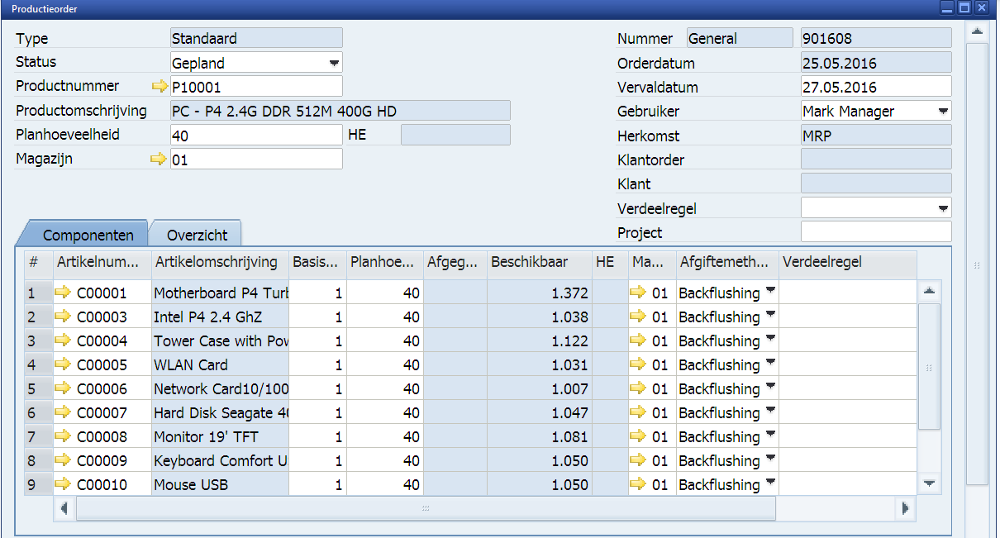 Productieorder
Type Standaard
Status Gepland
Productnummer P10001
Productomschrijving PC - P4 2.4G DDR 512M 400G HD
Planhoeveelheid 40 HE
Magazijn 01
Nummer General 901608
Orderdatum 25.05.2016
Vervaldatum 27.05.2016
Gebruiker Mark Manager
Herkomst MRP
Klantorder
Klant
Verdeelregel
Project
Componenten Overzicht
# Artikelnum... Artikelomschrijving Basis... Planhoe... Afgeg... Beschikbaar HE Ma... Afgiftemeth... Verdeelregel
1 C00001 Motherboard P4 Turb 1 40 1.372 01 Backflushing
2 C00003 Intel P4 2.4 GhZ 1 40 1.038 01 Backflushing
3 C00004 Tower Case with Pow 1 40 1.122 01 Backflushing
4 C00005 WLAN Card 1 40 1.031 01 Backflushing
5 C00006 Network Card10/100 1 40 1.007 01 Backflushing
6 C00007 Hard Disk Seagate 40 1 40 1.047 01 Backflushing
7 C00008 Monitor 19' TFT 1 40 1.081 01 Backflushing
8 C00009 Keyboard Comfort U 1 40 1.050 01 Backflushing
9 C00010 Mouse USB 1 40 1.050 01 Backflushing